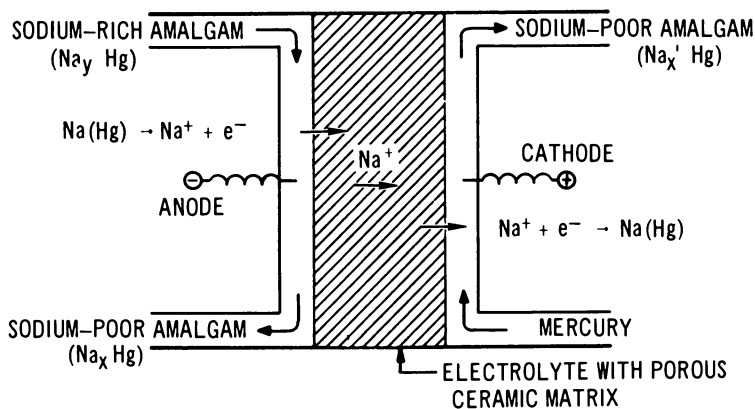 SODIUM–RICH AMALGAM
(Nay Hg)
SODIUM–POOR AMALGAM
(Nax' Hg)
Na(Hg) → Na+ + e–
Na+
CATHODE
⊖
⊕
ANODE
Na+ + e– → Na(Hg)
SODIUM–POOR AMALGAM
(Nax Hg)
MERCURY
ELECTROLYTE WITH POROUS
CERAMIC MATRIX